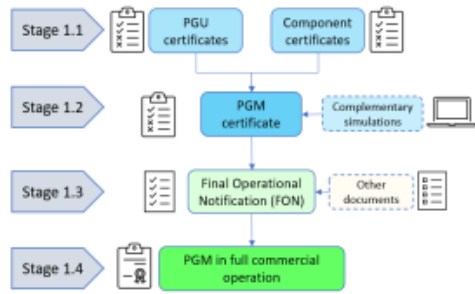 Stage 1.1
PGU
certificates
Component
certificates
Stage 1.2
PGM
certificate
Complementary
simulations
Stage 1.3
Final Operational
Notification (FON)
Other
documents
Stage 1.4
PGM in full commercial
operation